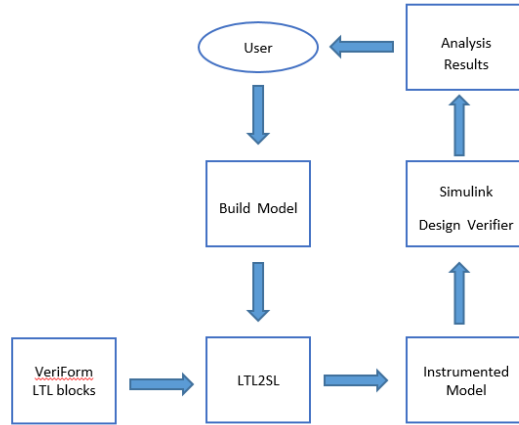 User
Analysis
Results
Build Model
Simulink
Design Verifier
VeriForm
LTL blocks
LTL2SL
Instrumented
Model